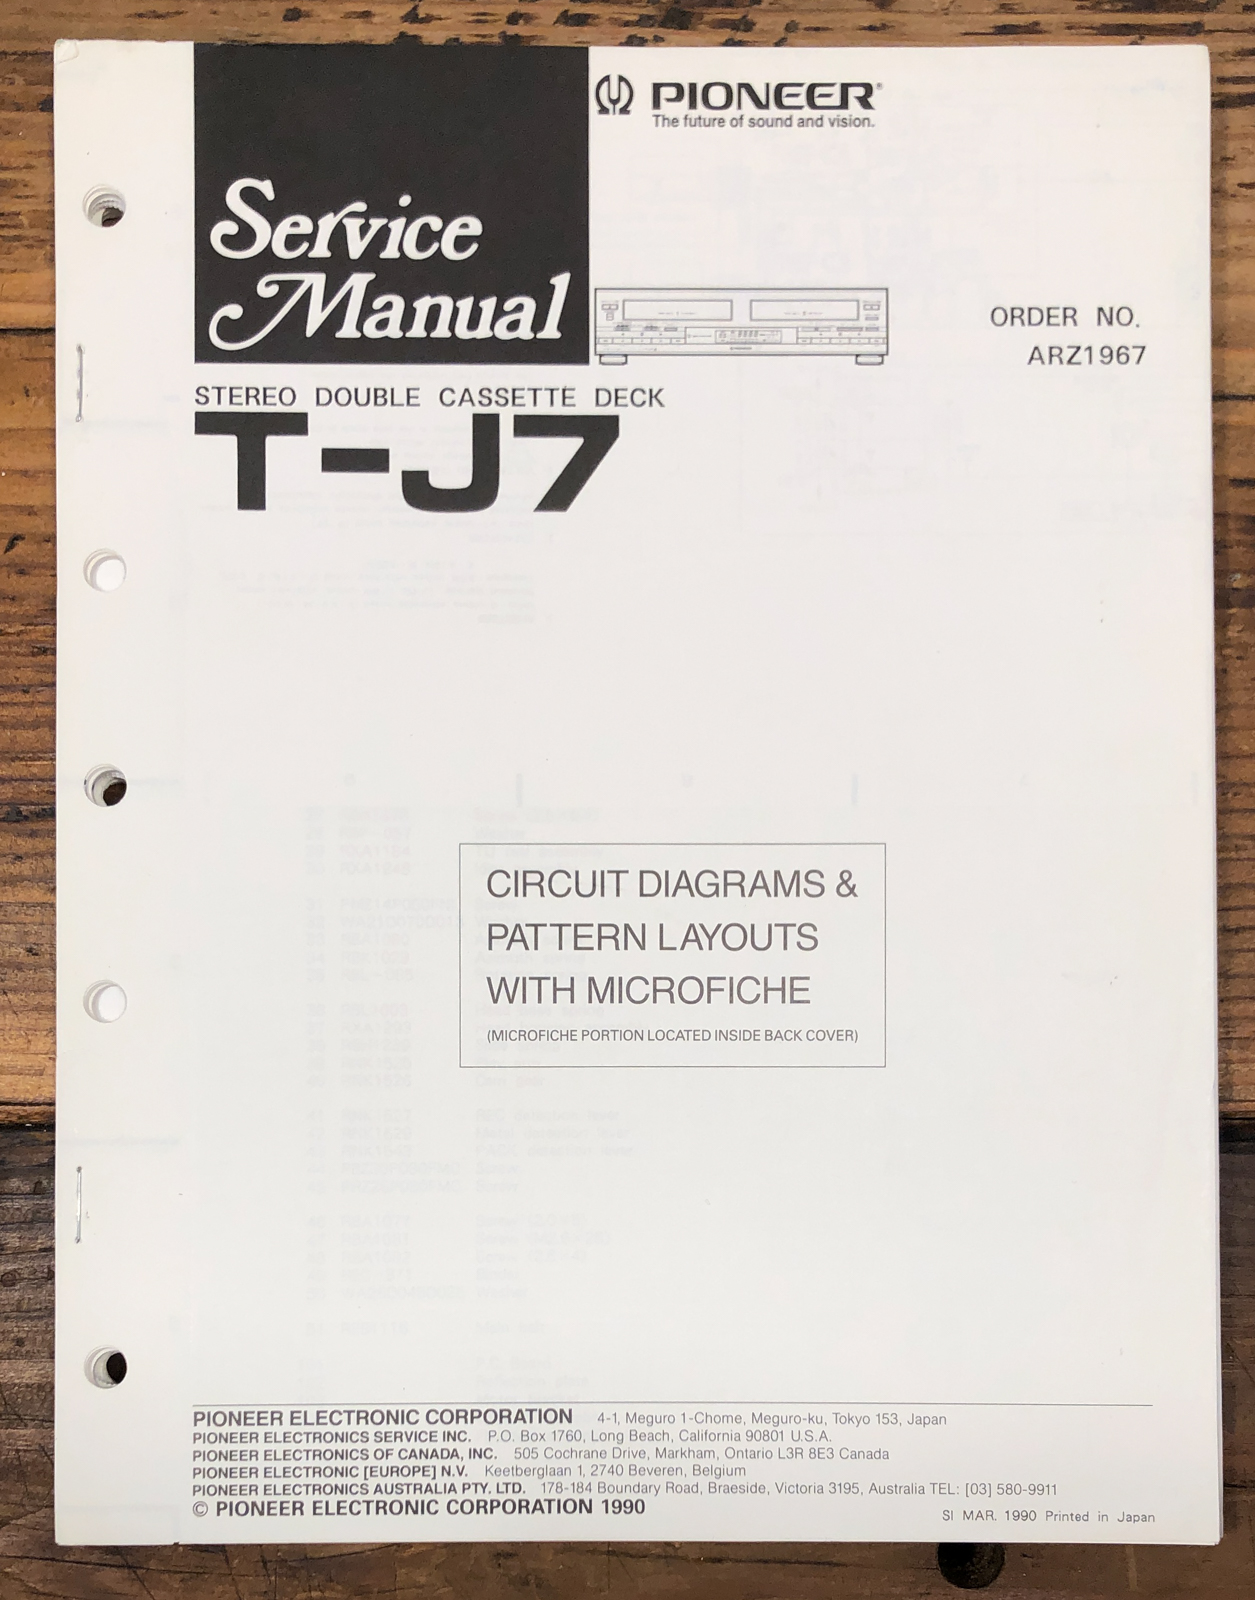 PIONEER®
The future of sound and vision.
Service
Manual
ORDER NO.
ARZ1967
STEREO DOUBLE CASSETTE DECK
T-J7
CIRCUIT DIAGRAMS &
PATTERN LAYOUTS
WITH MICROFICHE
(MICROFICHE PORTION LOCATED INSIDE BACK COVER)
PIONEER ELECTRONIC CORPORATION 4-1, Meguro 1-Chome, Meguro-ku, Tokyo 153, Japan
PIONEER ELECTRONICS SERVICE INC. P.O. Box 1760, Long Beach, California 90801 U.S.A.
PIONEER ELECTRONICS OF CANADA, INC. 505 Cochrane Drive, Markham, Ontario L3R 8E3 Canada
PIONEER ELECTRONIC [EUROPE] N.V. Keetberglaan 1, 2740 Beveren, Belgium
PIONEER ELECTRONICS AUSTRALIA PTY. LTD. 178-184 Boundary Road, Braeside, Victoria 3195, Australia TEL: [03] 580-9911
© PIONEER ELECTRONIC CORPORATION 1990
SI MAR. 1990 Printed in Japan